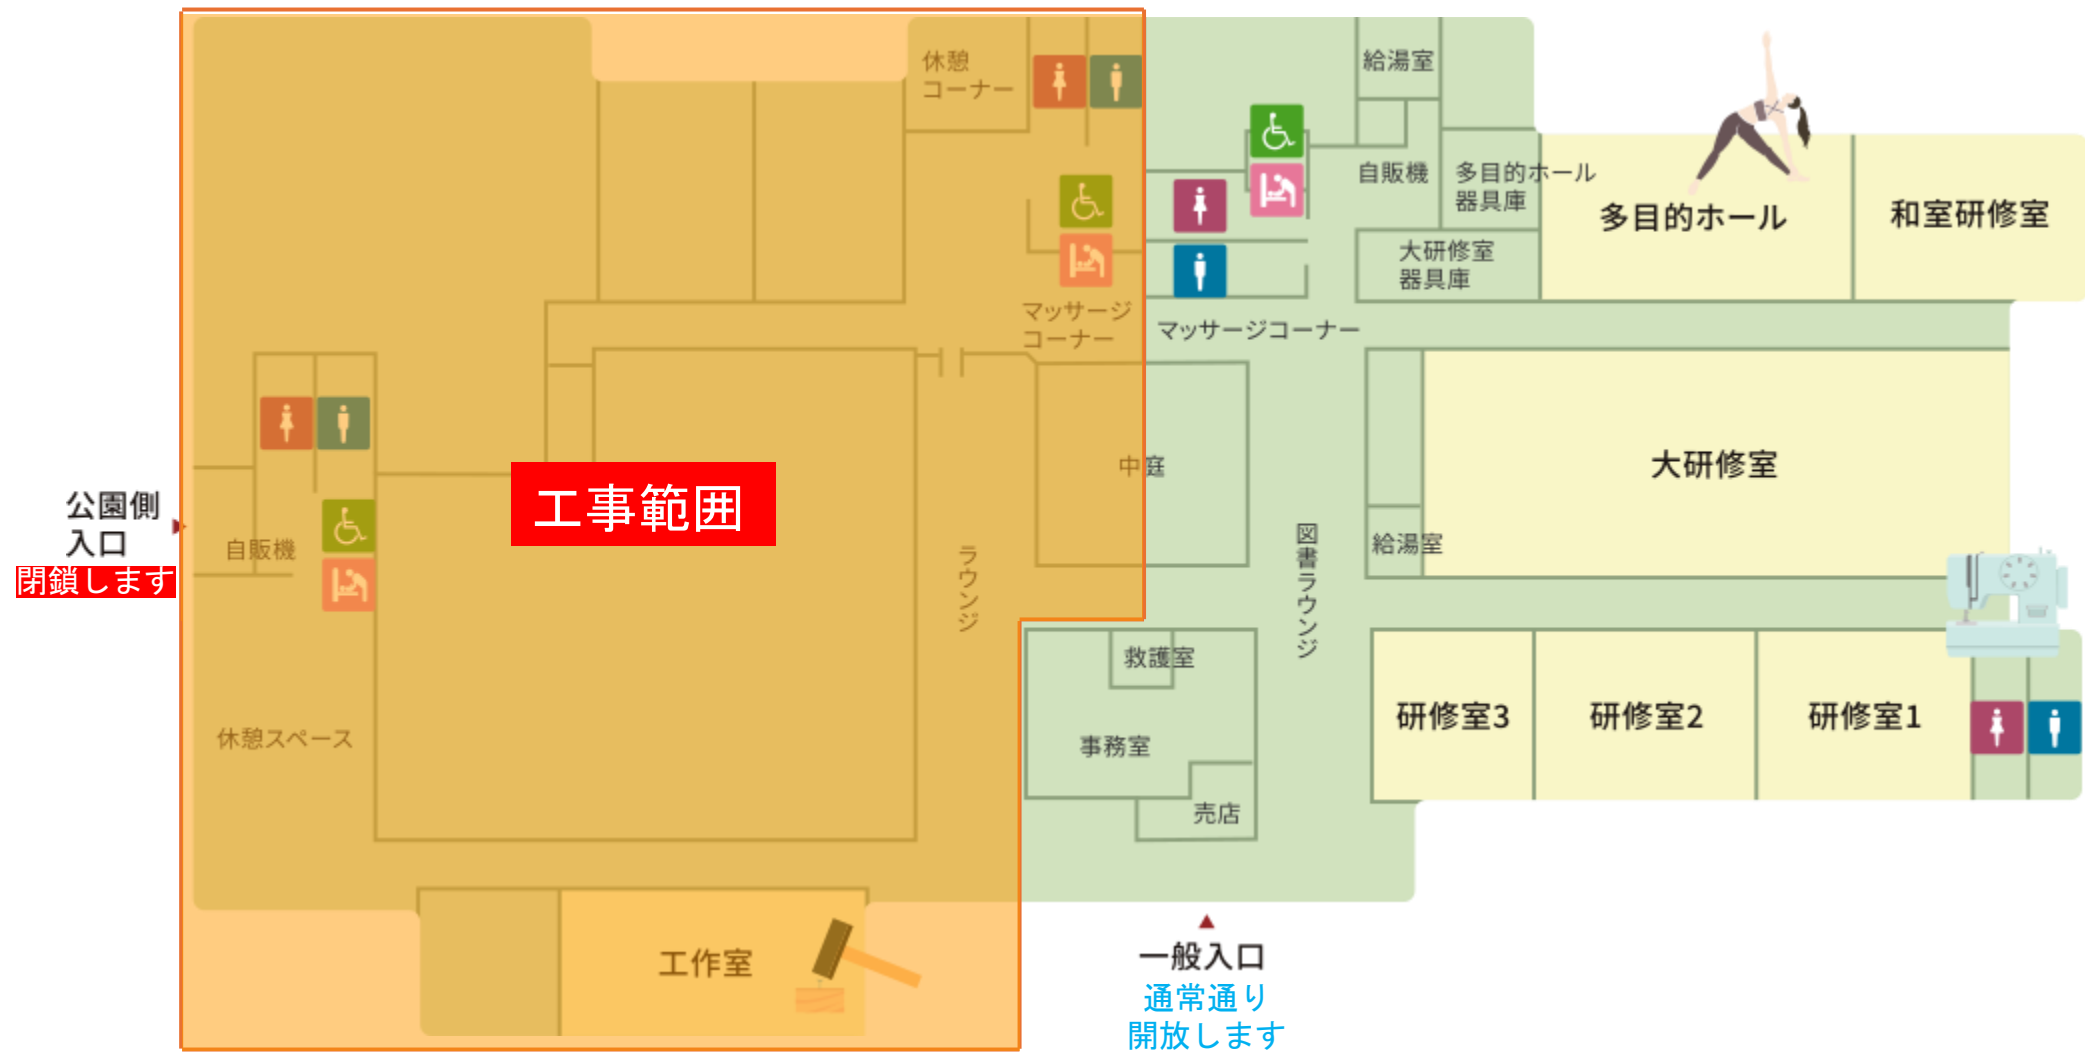 休憩
コーナー
給湯室
自販機
多目的ホール
器具庫
多目的ホール
和室研修室
大研修室
器具庫
マッサージ
コーナー
マッサージコーナー
中庭
大研修室
工事範囲
公園側
入口
閉鎖します
自販機
ラウンジ
図書ラウンジ
給湯室
救護室
休憩スペース
事務室
研修室3
研修室2
研修室1
売店
工作室
一般入口
通常通り
開放します